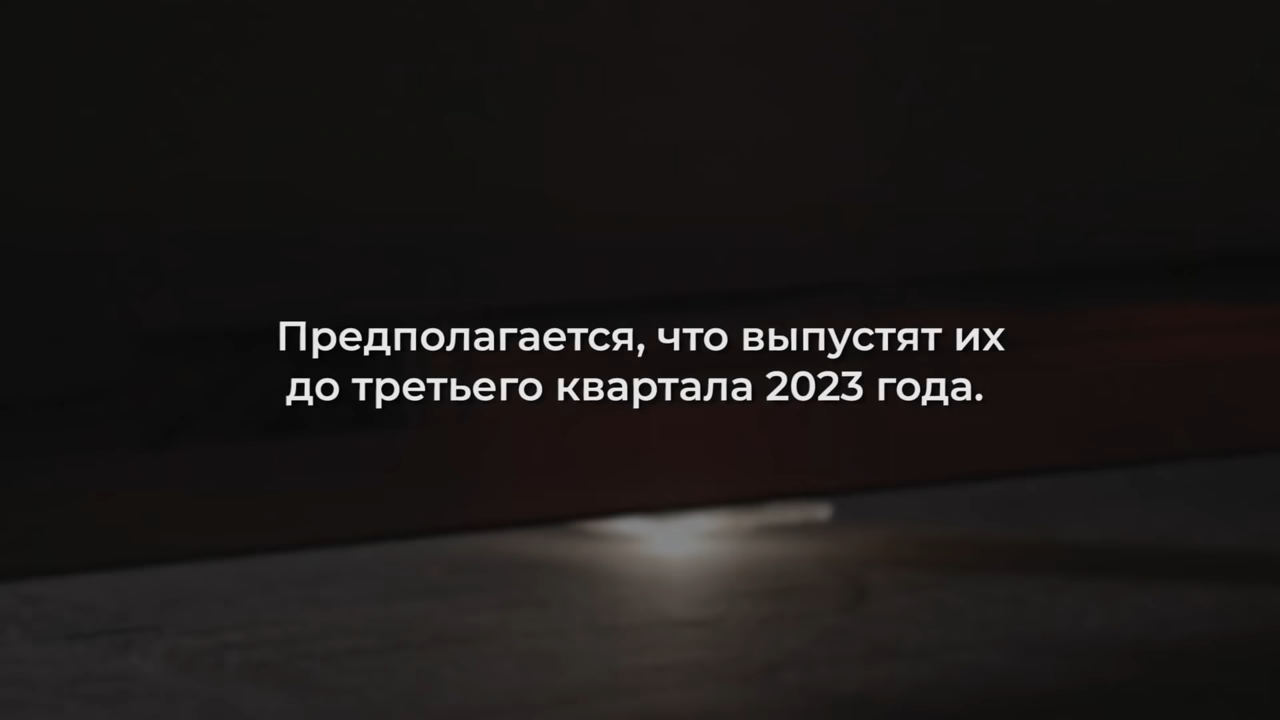 Предполагается, что выпустят их
до третьего квартала 2023 года.